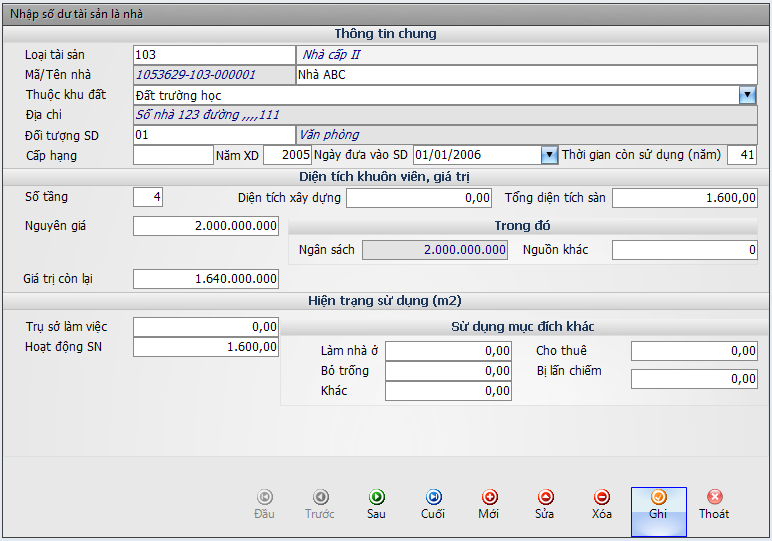 Nhập số dư tài sản là nhà
Thông tin chung
Loại tài sản 103 Nhà cấp II
Mã/Tên nhà 1053629-103-000001 Nhà ABC
Thuộc khu đất Đất trường học
Địa chỉ Số nhà 123 đường ,,,,111
Đối tượng SD 01 Văn phòng
Cấp hạng Năm XD 2005 Ngày đưa vào SD 01/01/2006 Thời gian còn sử dụng (năm) 41
Diện tích khuôn viên, giá trị
Số tầng 4 Diện tích xây dựng 0,00 Tổng diện tích sàn 1.600,00
Nguyên giá 2.000.000.000 Trong đó
Ngân sách 2.000.000.000 Nguồn khác 0
Giá trị còn lại 1.640.000.000
Hiện trạng sử dụng (m2)
Trụ sở làm việc 0,00 Sử dụng mục đích khác
Hoạt động SN 1.600,00
Làm nhà ở 0,00 Cho thuê 0,00
Bỏ trống 0,00 Bị lấn chiếm 0,00
Khác 0,00
Đầu Trước Sau Cuối Mới Sửa Xóa Ghi Thoát